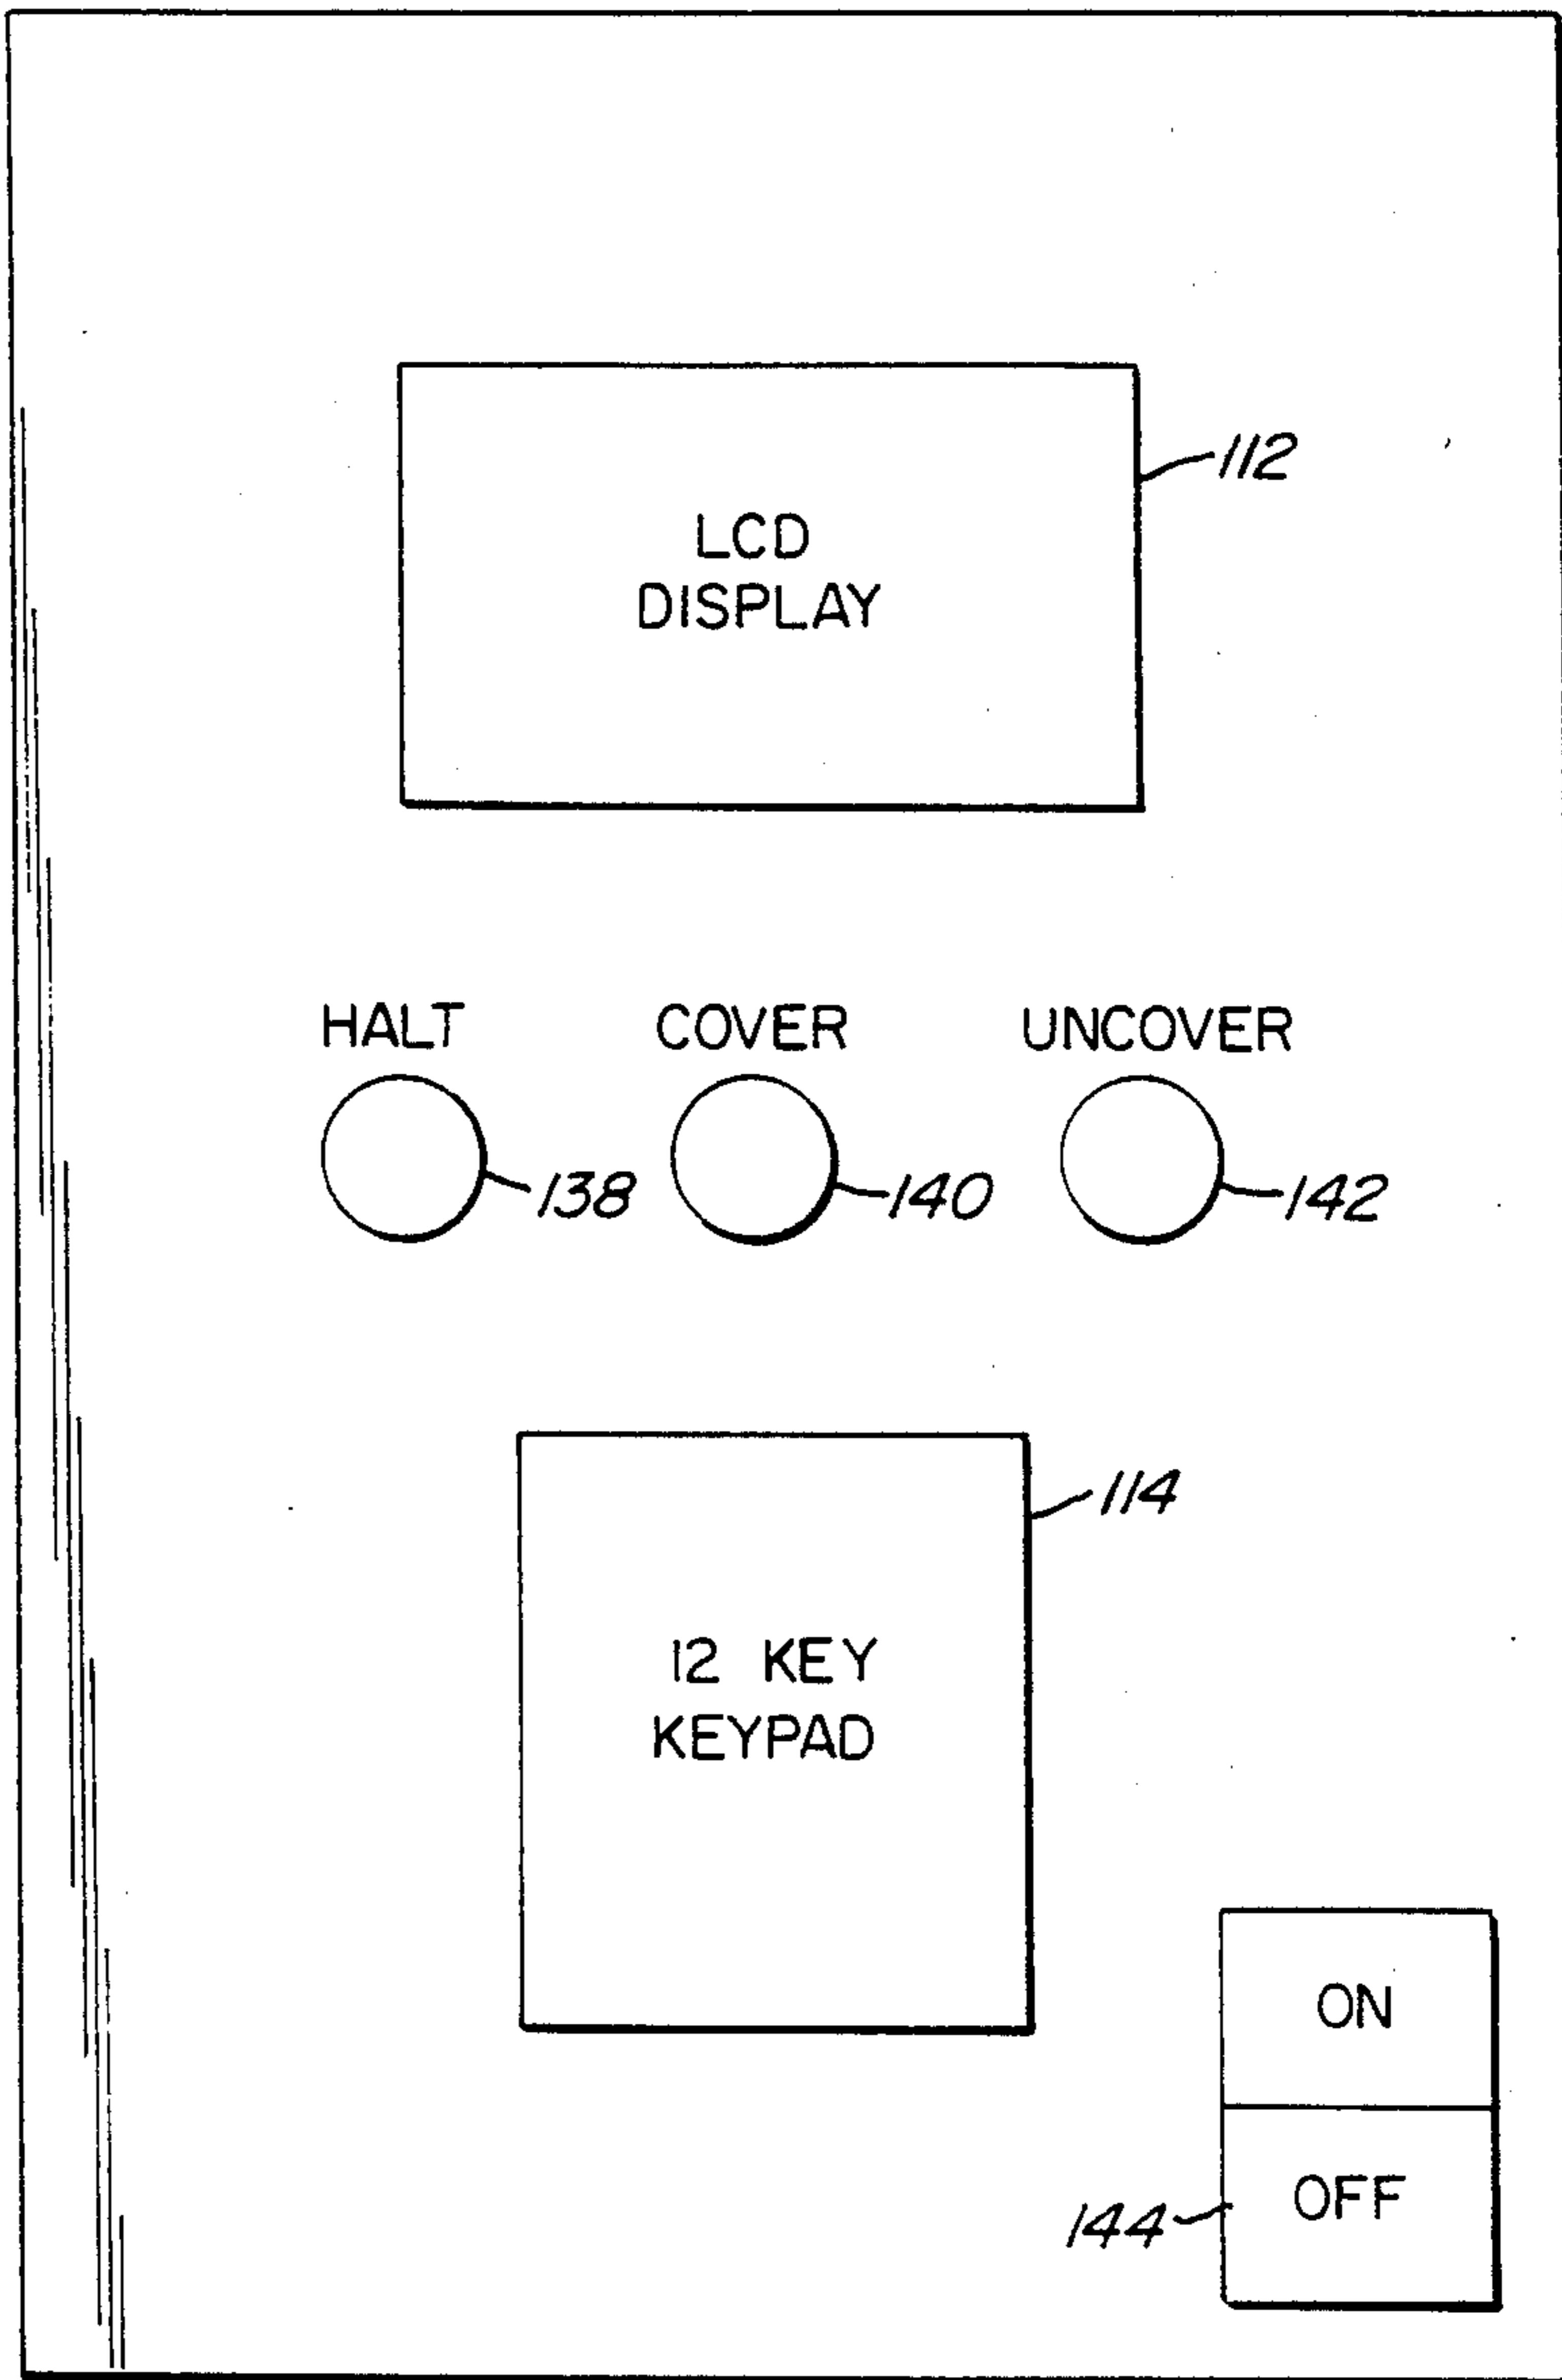 112
LCD
DISPLAY
HALT COVER UNCOVER
138 140 142
114
12 KEY
KEYPAD
ON
OFF
144